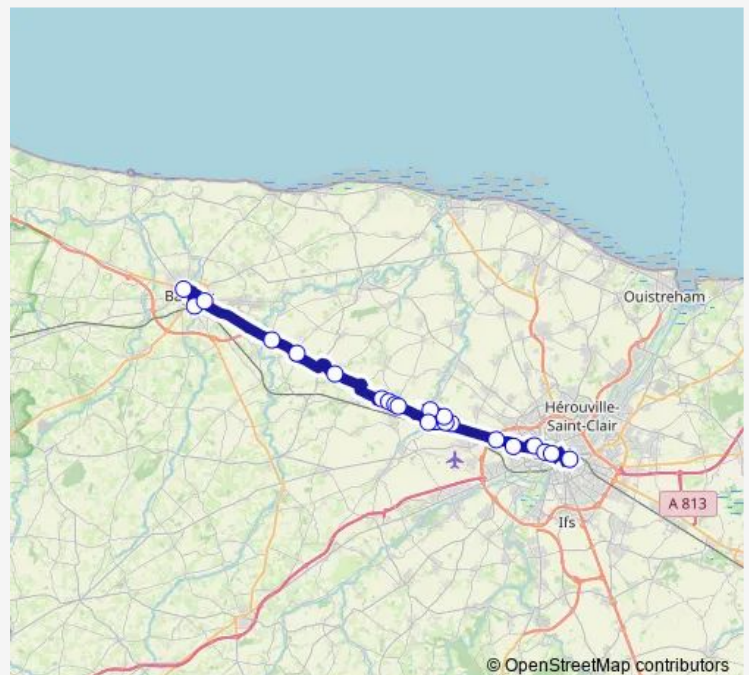 Ouistreham
Hérouville-
Saint-Clair
A 813
Ifs
© OpenStreetMap contributors